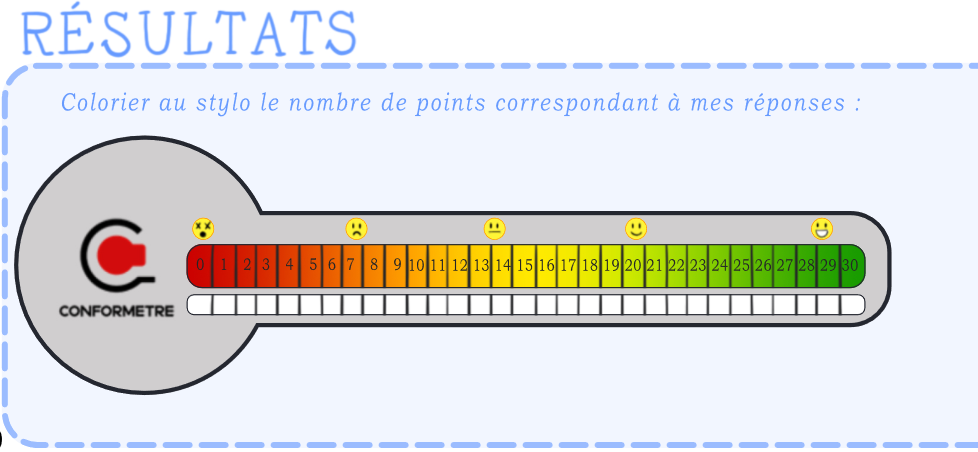 RÉSULTATS
Colorier au stylo le nombre de points correspondant à mes réponses :
0 1 2 3 4 5 6 7 8 9 10 11 12 13 14 15 16 17 18 19 20 21 22 23 24 25 26 27 28 29 30
CONFORMETRE